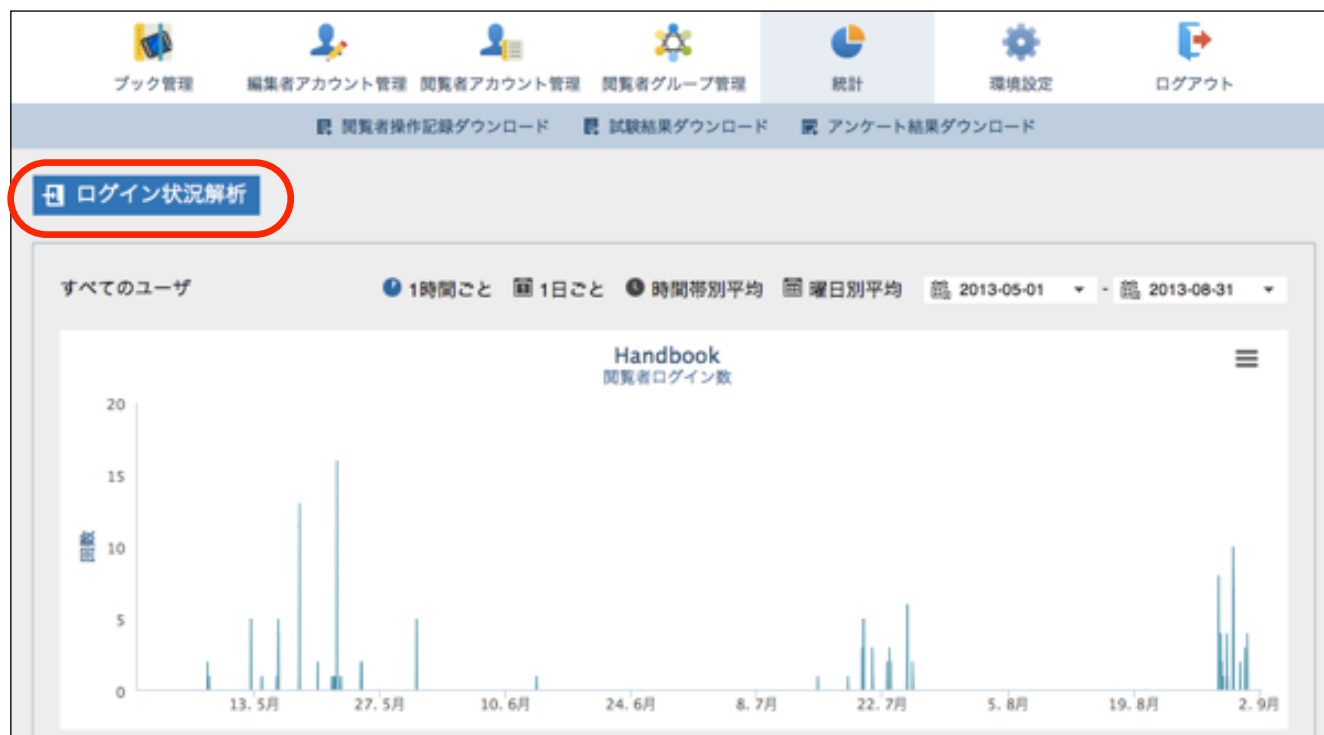 ブック管理 編集者アカウント管理 閲覧者アカウント管理 閲覧者グループ管理 統計 環境設定 ログアウト
閲覧者操作記録ダウンロード 試験結果ダウンロード アンケート結果ダウンロード
ログイン状況解析
すべてのユーザ 1時間ごと 1日ごと 時間帯別平均 曜日別平均 2013-05-01 - 2013-08-31
Handbook
閲覧者ログイン数
回数
20
15
10
5
0
13. 5月 27. 5月 10. 6月 24. 6月 8. 7月 22. 7月 5. 8月 19. 8月 2. 9月